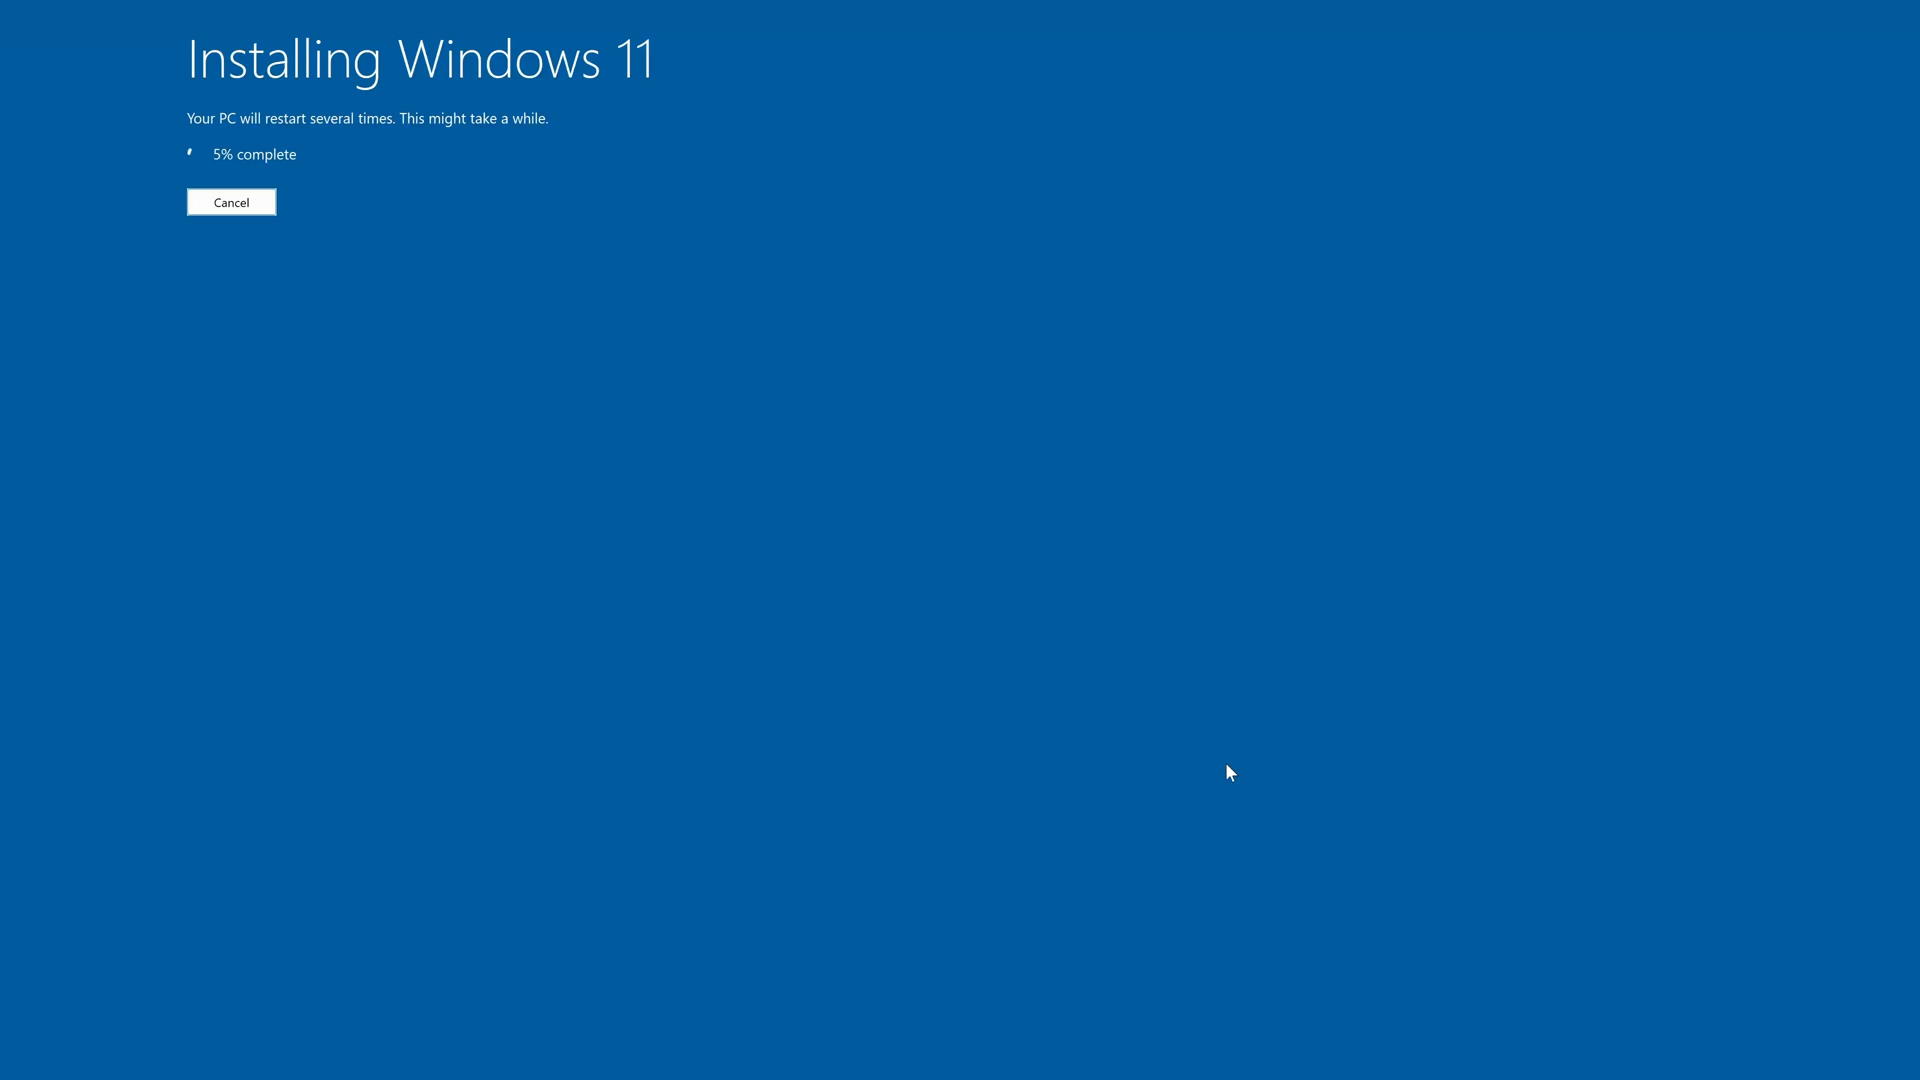 Installing Windows 11
Your PC will restart several times. This might take a while.
5% complete
Cancel